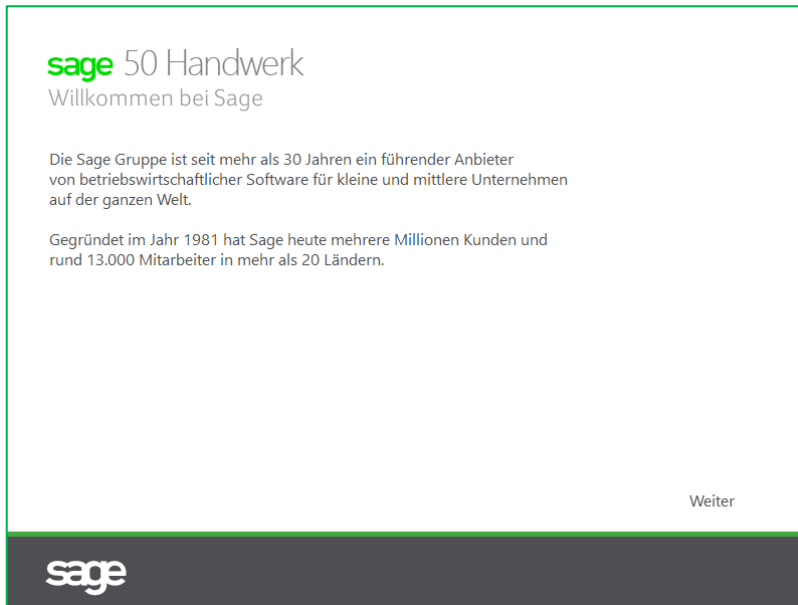 sage 50 Handwerk
Willkommen bei Sage
Die Sage Gruppe ist seit mehr als 30 Jahren ein führender Anbieter
von betriebswirtschaftlicher Software für kleine und mittlere Unternehmen
auf der ganzen Welt.
Gegründet im Jahr 1981 hat Sage heute mehrere Millionen Kunden und
rund 13.000 Mitarbeiter in mehr als 20 Ländern.
Weiter
sage